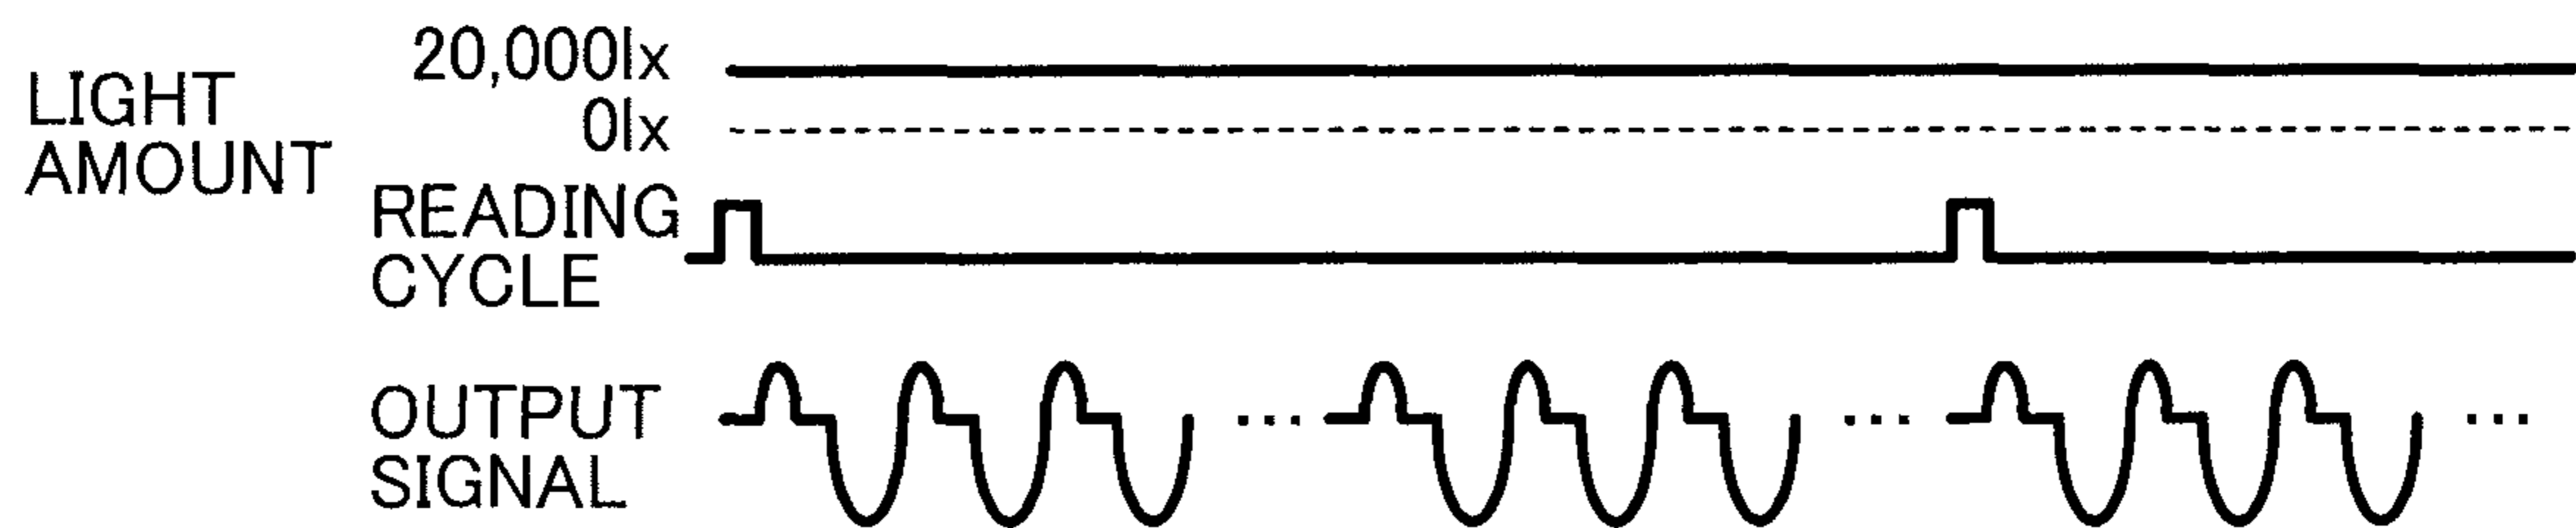 20,000lx
LIGHT
0lx
AMOUNT
READING
CYCLE
OUTPUT
...
...
...
SIGNAL